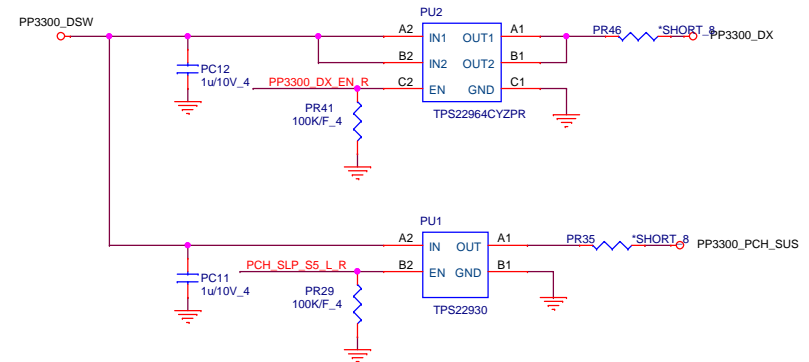 PU2
PP3300_DSW
A2 IN1 OUT1 A1
PR46 *SHORT_8
PP3300_DX
B2 IN2 OUT2 B1
PC12
1u/10V_4
PP3300_DX_EN_R
C2 EN GND C1
PR41
100K/F_4
TPS22964CYZPR
PU1
A2 IN OUT A1
PR35 *SHORT_8
PP3300_PCH_SUS
PC11
1u/10V_4
PCH_SLP_S5_L_R
B2 EN GND B1
PR29
100K/F_4
TPS22930